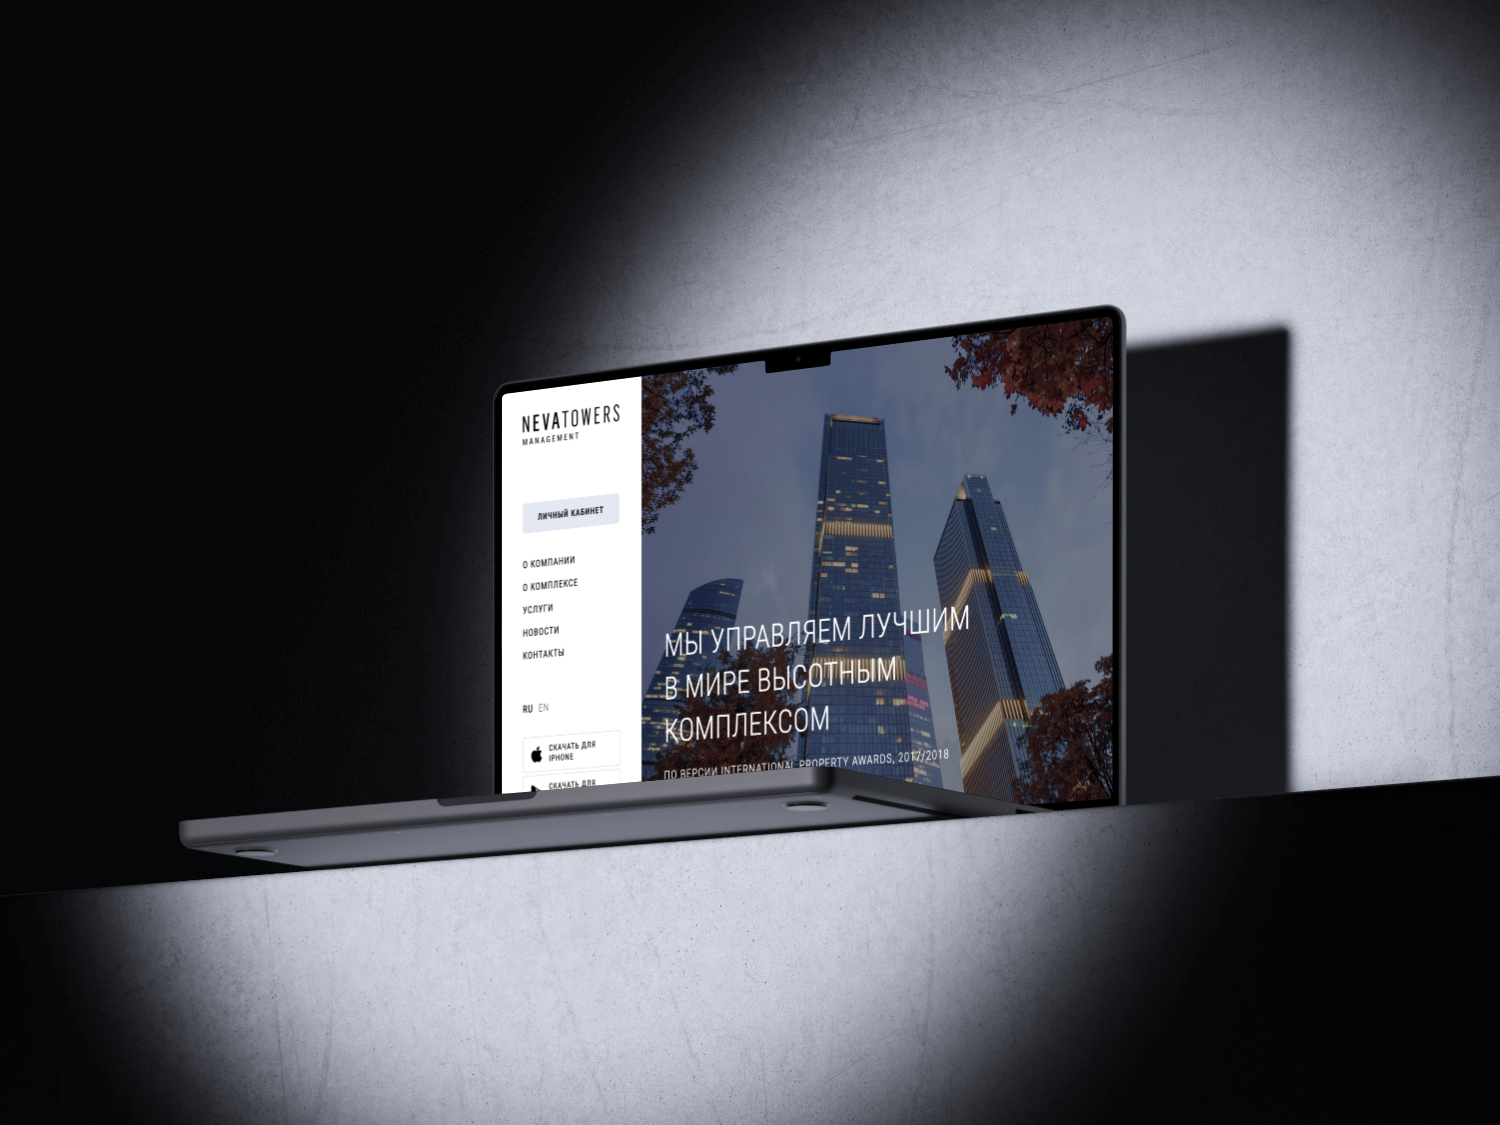 NEVATOWERS
MANAGEMENT
ЛИЧНЫЙ КАБИНЕТ
О КОМПАНИИ
О КОМПЛЕКСЕ
УСЛУГИ
НОВОСТИ
КОНТАКТЫ
RU EN
СКАЧАТЬ ДЛЯ
IPHONE
СКАЧАТЬ ДЛЯ
МЫ УПРАВЛЯЕМ ЛУЧШИМ
В МИРЕ ВЫСОТНЫМ
КОМПЛЕКСОМ
ПО ВЕРСИИ INTERNATIONAL PROPERTY AWARDS, 2017/2018